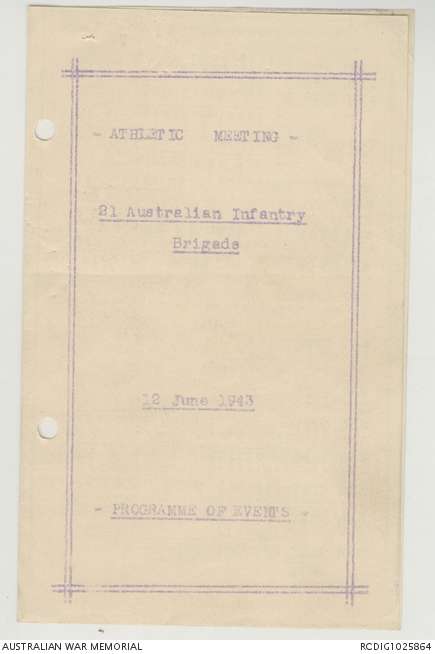 - ATHLETIC MEETING -
21 Australian Infantry
Brigade
12 June 1943
- PROGRAMME OF EVENTS -
AUSTRALIAN WAR MEMORIAL
RCDIG1025864